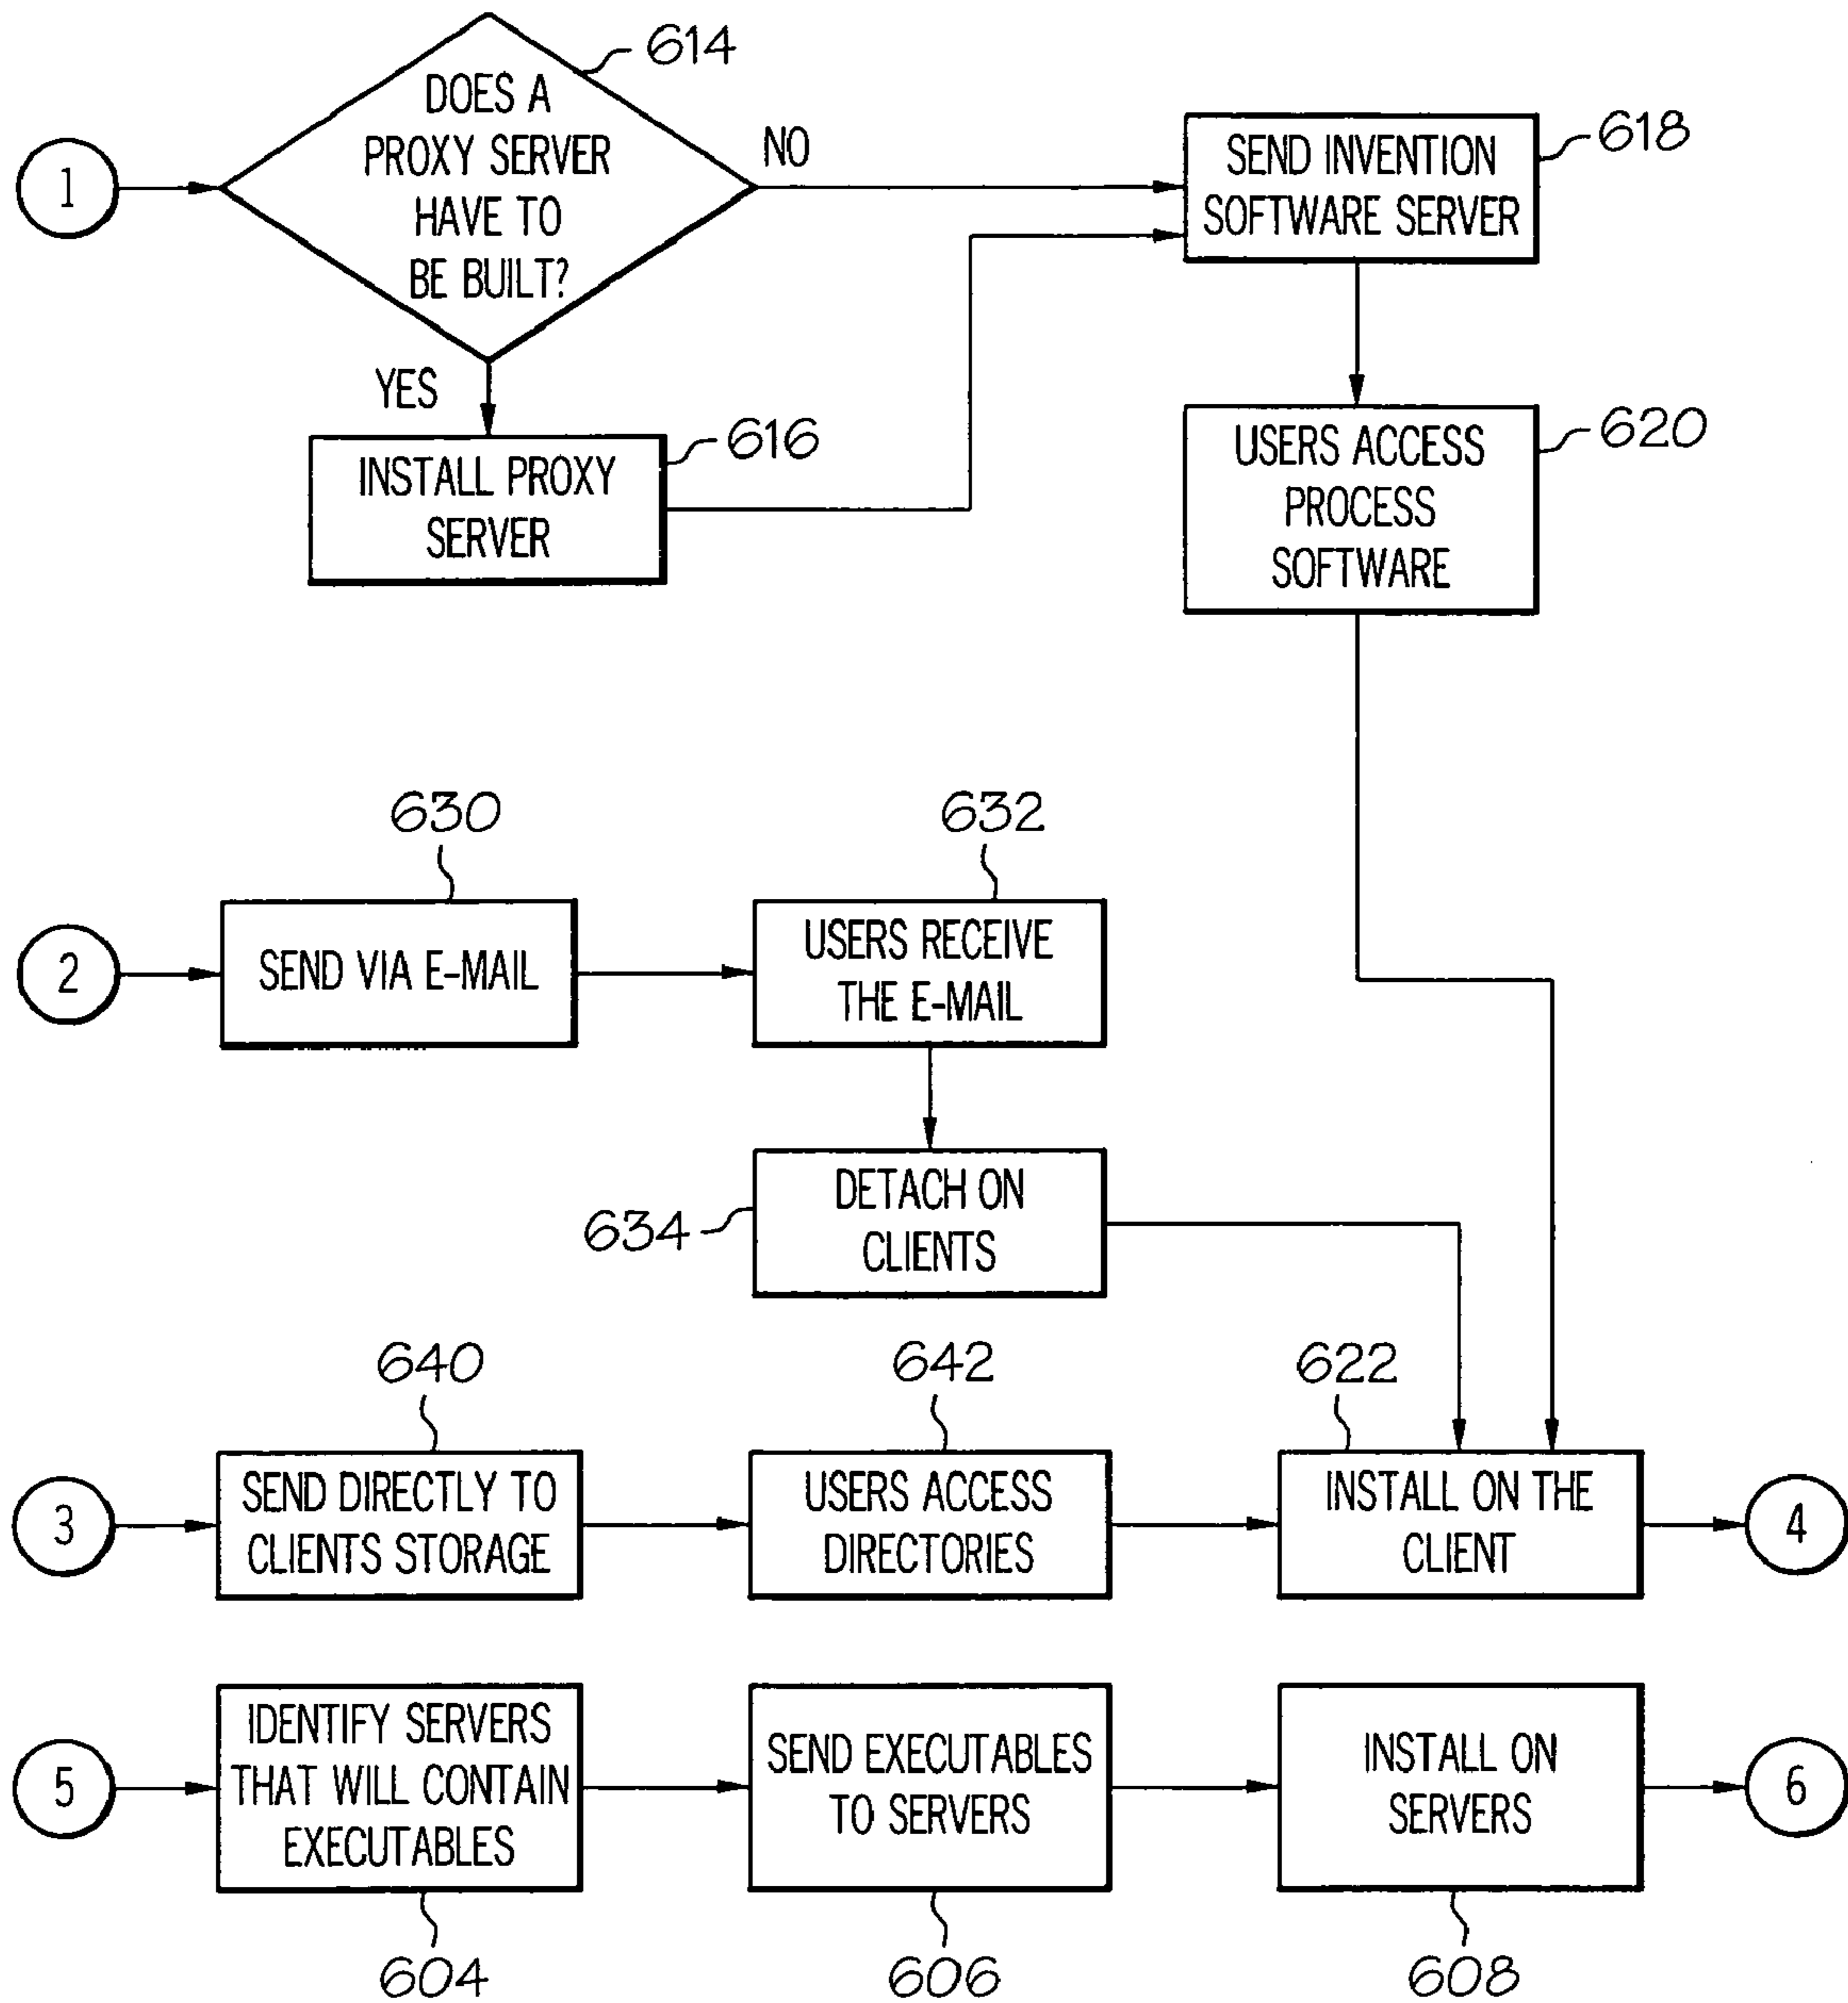 614
DOES A
PROXY SERVER
HAVE TO
BE BUILT?
1
NO
YES
SEND INVENTION
SOFTWARE SERVER
618
616
INSTALL PROXY
SERVER
USERS ACCESS
PROCESS
SOFTWARE
620
630
632
2
SEND VIA E-MAIL
USERS RECEIVE
THE E-MAIL
DETACH ON
CLIENTS
634
640
642
622
3
SEND DIRECTLY TO
CLIENTS STORAGE
USERS ACCESS
DIRECTORIES
INSTALL ON THE
CLIENT
4
5
IDENTIFY SERVERS
THAT WILL CONTAIN
EXECUTABLES
SEND EXECUTABLES
TO SERVERS
INSTALL ON
SERVERS
6
604
606
608